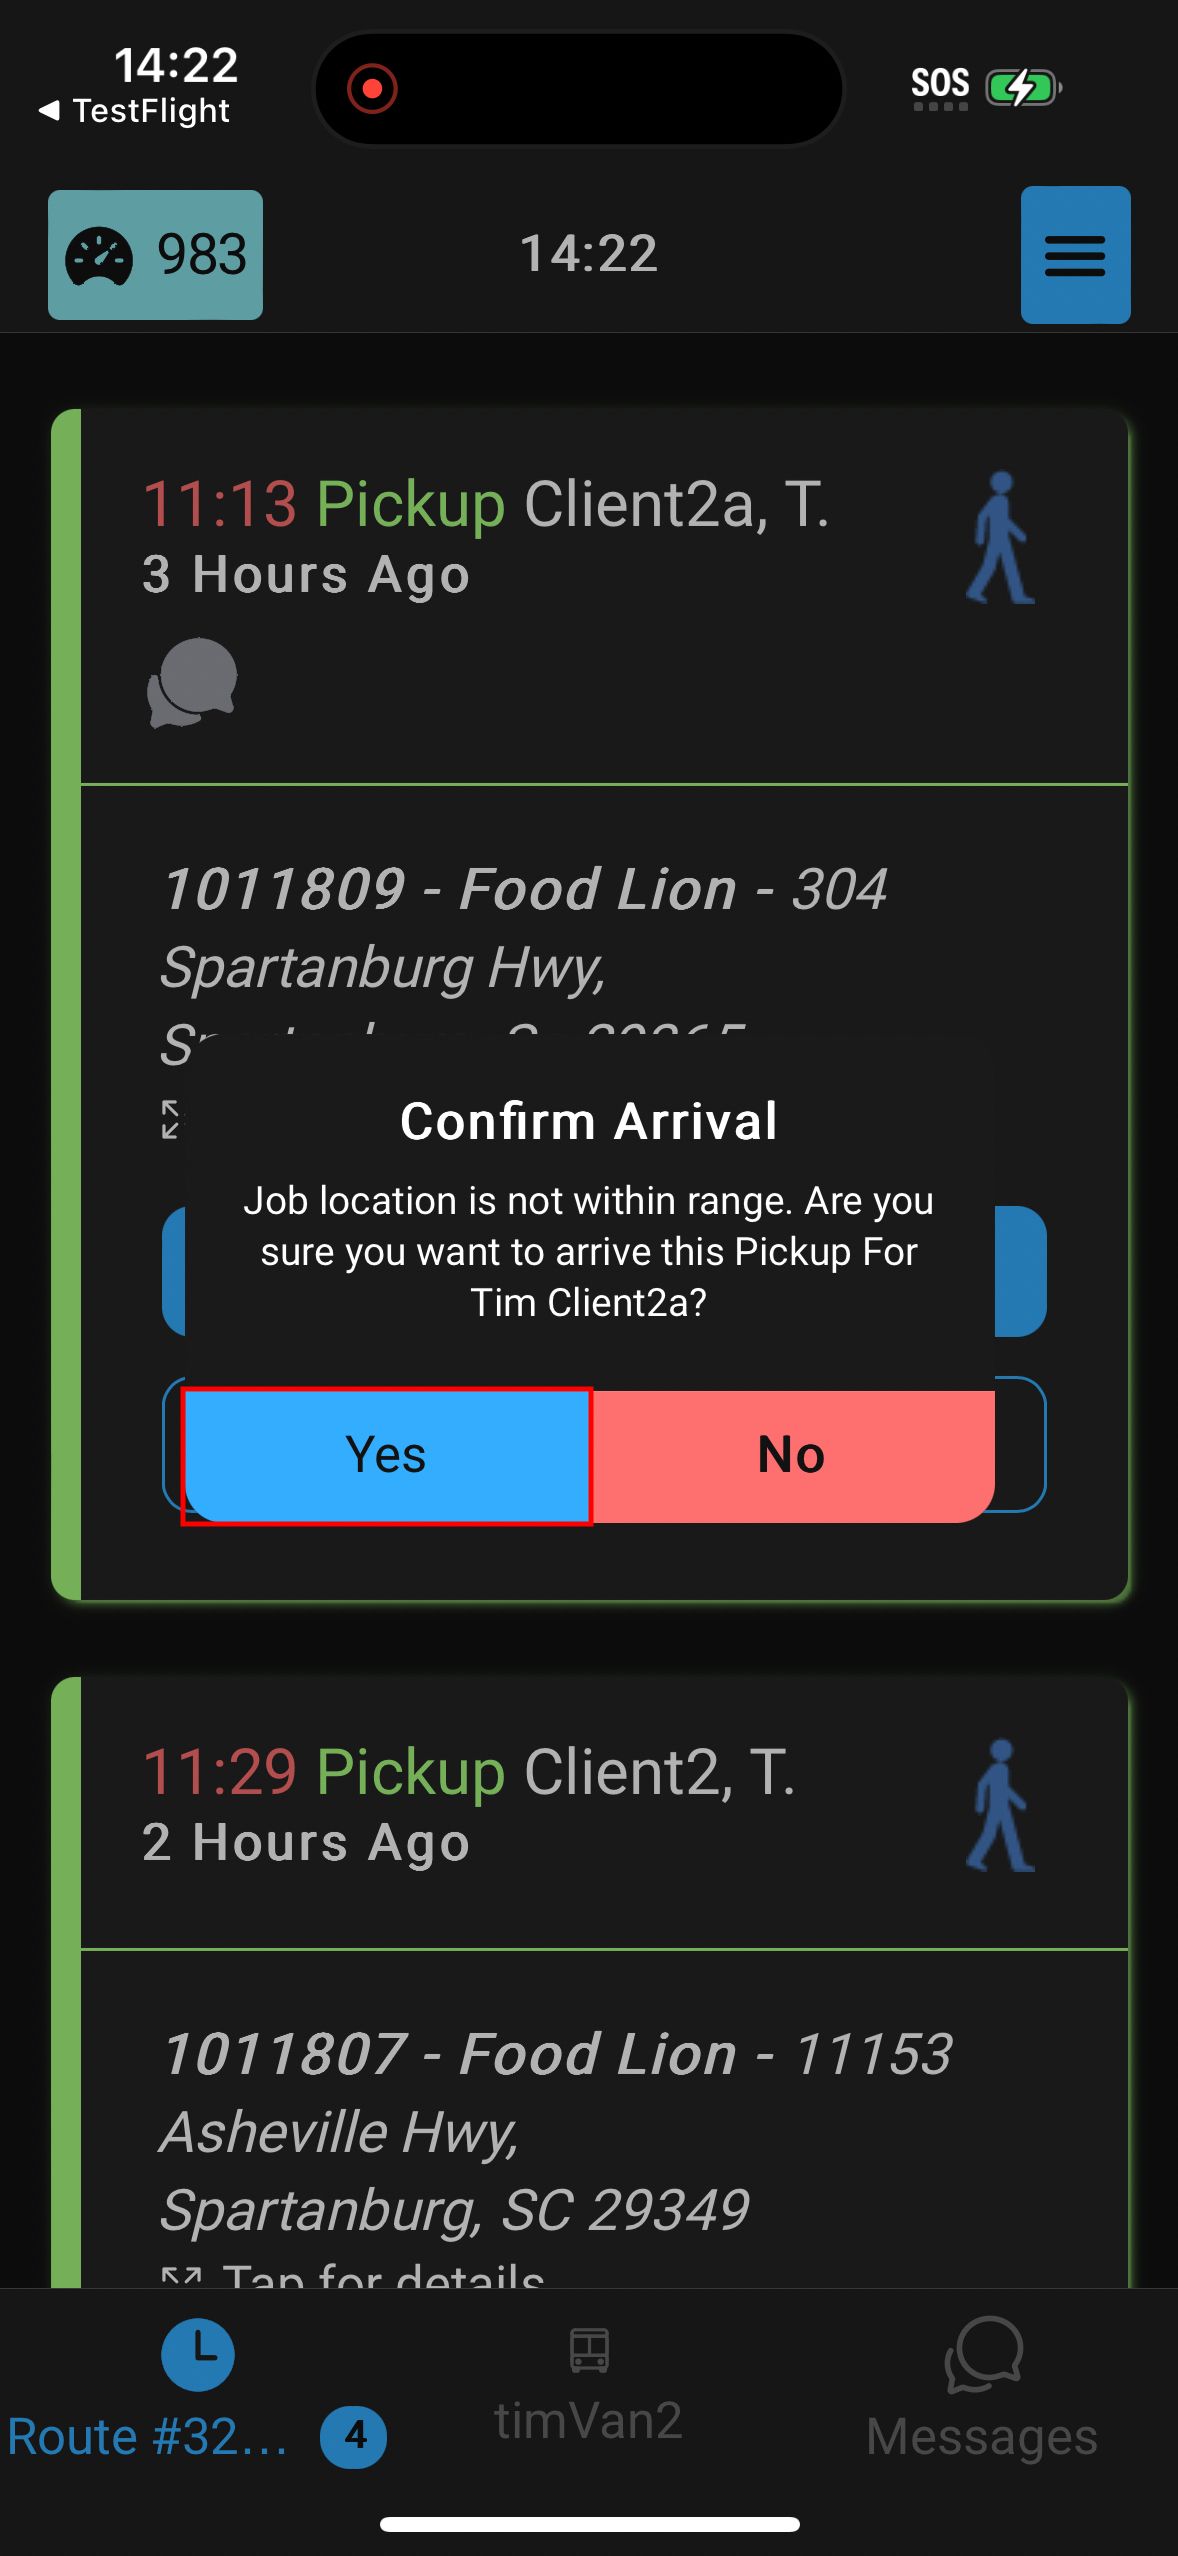 14:22
SOS
TestFlight
983
14:22
11:13 Pickup Client2a, T.
3 Hours Ago
1011809 - Food Lion - 304
Spartanburg Hwy,
Confirm Arrival
Job location is not within range. Are you
sure you want to arrive this Pickup For
Tim Client2a?
Yes
No
11:29 Pickup Client2, T.
2 Hours Ago
1011807 - Food Lion - 11153
Asheville Hwy,
Spartanburg, SC 29349
Tap for details
Route #32... 4
timVan2
Messages